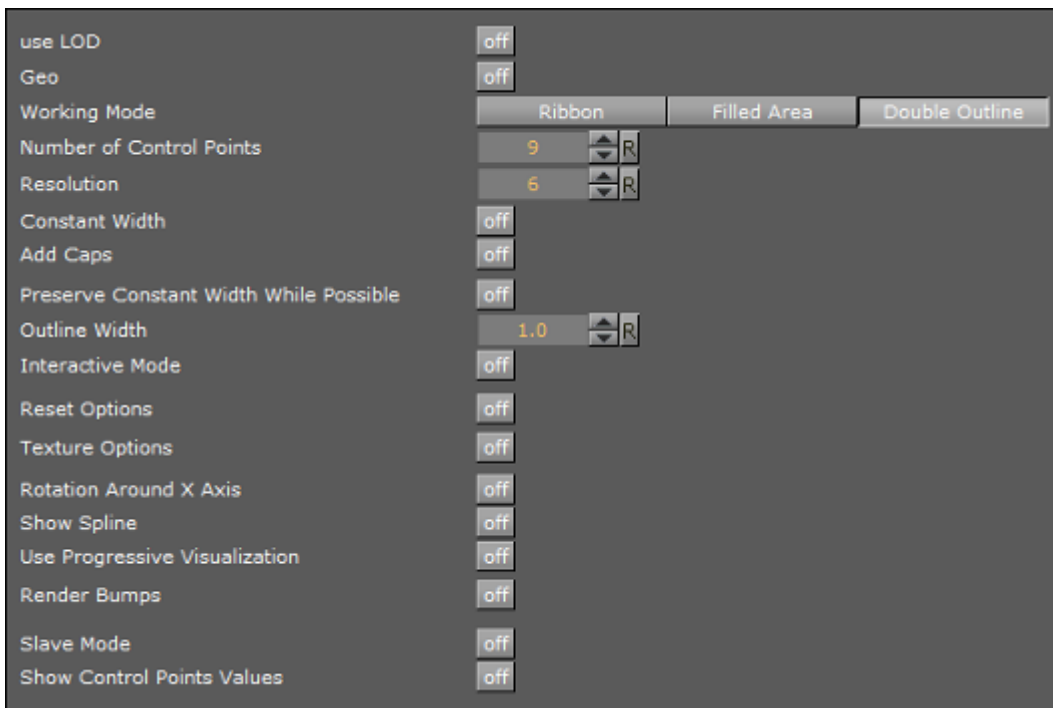 use LOD off
Geo off
Working Mode Ribbon Filled Area Double Outline
Number of Control Points 9 R
Resolution 6 R
Constant Width off
Add Caps off
Preserve Constant Width While Possible off
Outline Width 1.0 R
Interactive Mode off
Reset Options off
Texture Options off
Rotation Around X Axis off
Show Spline off
Use Progressive Visualization off
Render Bumps off
Slave Mode off
Show Control Points Values off